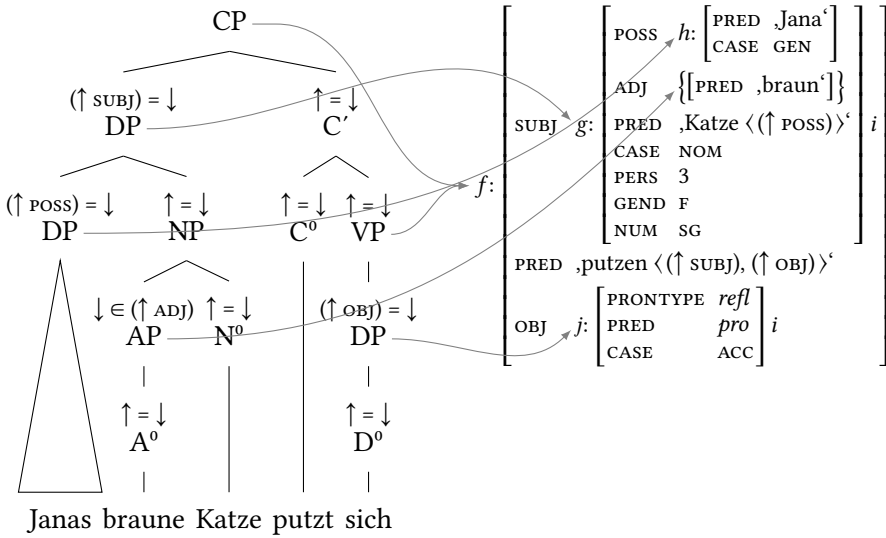 CP
(↑ SUBJ) = ↓ ↑ = ↓
DP C′
(↑ POSS) = ↓ ↑ = ↓ ↑ = ↓ ↑ = ↓
DP NP C⁰ VP
↓ ∈ (↑ ADJ) ↑ = ↓ (↑ OBJ) = ↓
AP N⁰ DP
↑ = ↓ ↑ = ↓
A⁰ D⁰
Janas braune Katze putzt sich
f:
SUBJ g:
POSS h: [PRED ‚Jana‘
CASE GEN]
ADJ {[PRED ‚braun‘]}
PRED ‚Katze ⟨(↑ POSS)⟩‘ i
CASE NOM
PERS 3
GEND F
NUM SG
PRED ‚putzen ⟨(↑ SUBJ), (↑ OBJ)⟩‘
OBJ j:
PRONTYPE refl
PRED pro i
CASE ACC